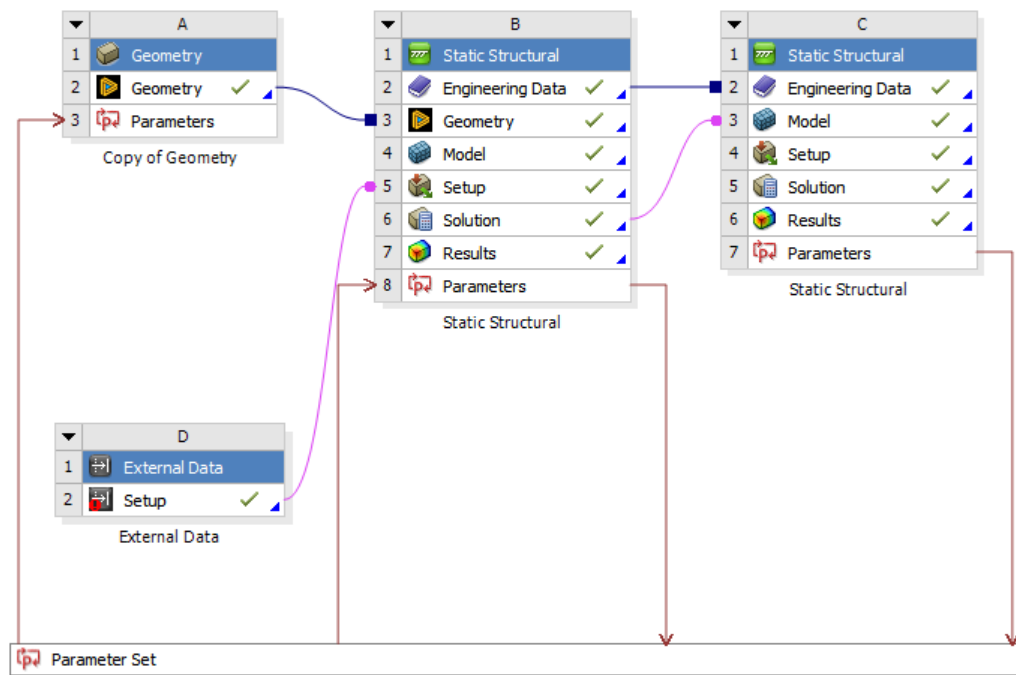 A
1 Geometry
2 Geometry
3 Parameters
Copy of Geometry
B
1 Static Structural
2 Engineering Data
3 Geometry
4 Model
5 Setup
6 Solution
7 Results
8 Parameters
Static Structural
C
1 Static Structural
2 Engineering Data
3 Model
4 Setup
5 Solution
6 Results
7 Parameters
Static Structural
D
1 External Data
2 Setup
External Data
Parameter Set